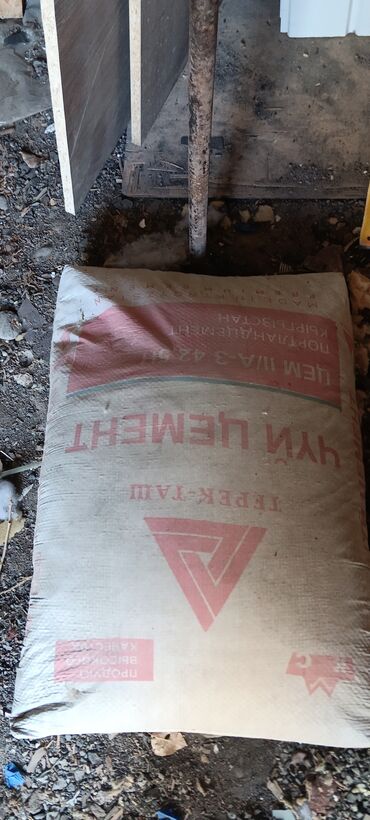 ПРОДУКТ
ВЫСОКОГО
КАЧЕСТВА
ТЕРЕК-ТАШ
ЧУЙ ЦЕМЕНТ
ЦЕМ II/А-З 42.5Н
ПОРТЛАНДЦЕМЕНТ
КЫРГЫЗСТАН